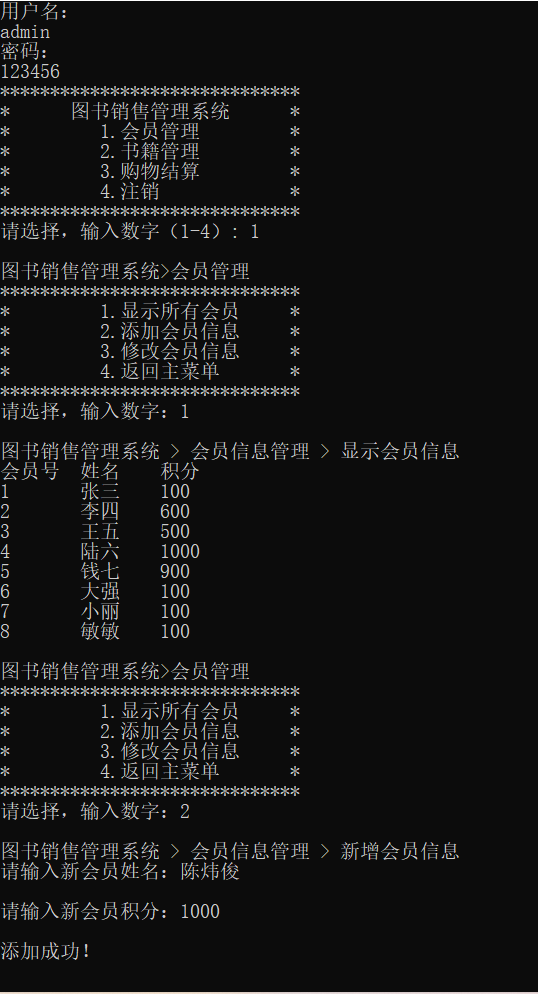 用户名：
admin
密码：
123456
******************************
*      图书销售管理系统      *
*         1.会员管理         *
*         2.书籍管理         *
*         3.购物结算         *
*         4.注销             *
******************************
请选择，输入数字（1-4）: 1
图书销售管理系统>会员管理
******************************
*         1.显示所有会员     *
*         2.添加会员信息     *
*         3.修改会员信息     *
*         4.返回主菜单       *
******************************
请选择，输入数字：1
图书销售管理系统 > 会员信息管理 > 显示会员信息
会员号  姓名    积分
1       张三    100
2       李四    600
3       王五    500
4       陆六    1000
5       钱七    900
6       大强    100
7       小丽    100
8       敏敏    100
图书销售管理系统>会员管理
******************************
*         1.显示所有会员     *
*         2.添加会员信息     *
*         3.修改会员信息     *
*         4.返回主菜单       *
******************************
请选择，输入数字：2
图书销售管理系统 > 会员信息管理 > 新增会员信息
请输入新会员姓名：陈炜俊
请输入新会员积分：1000
添加成功！